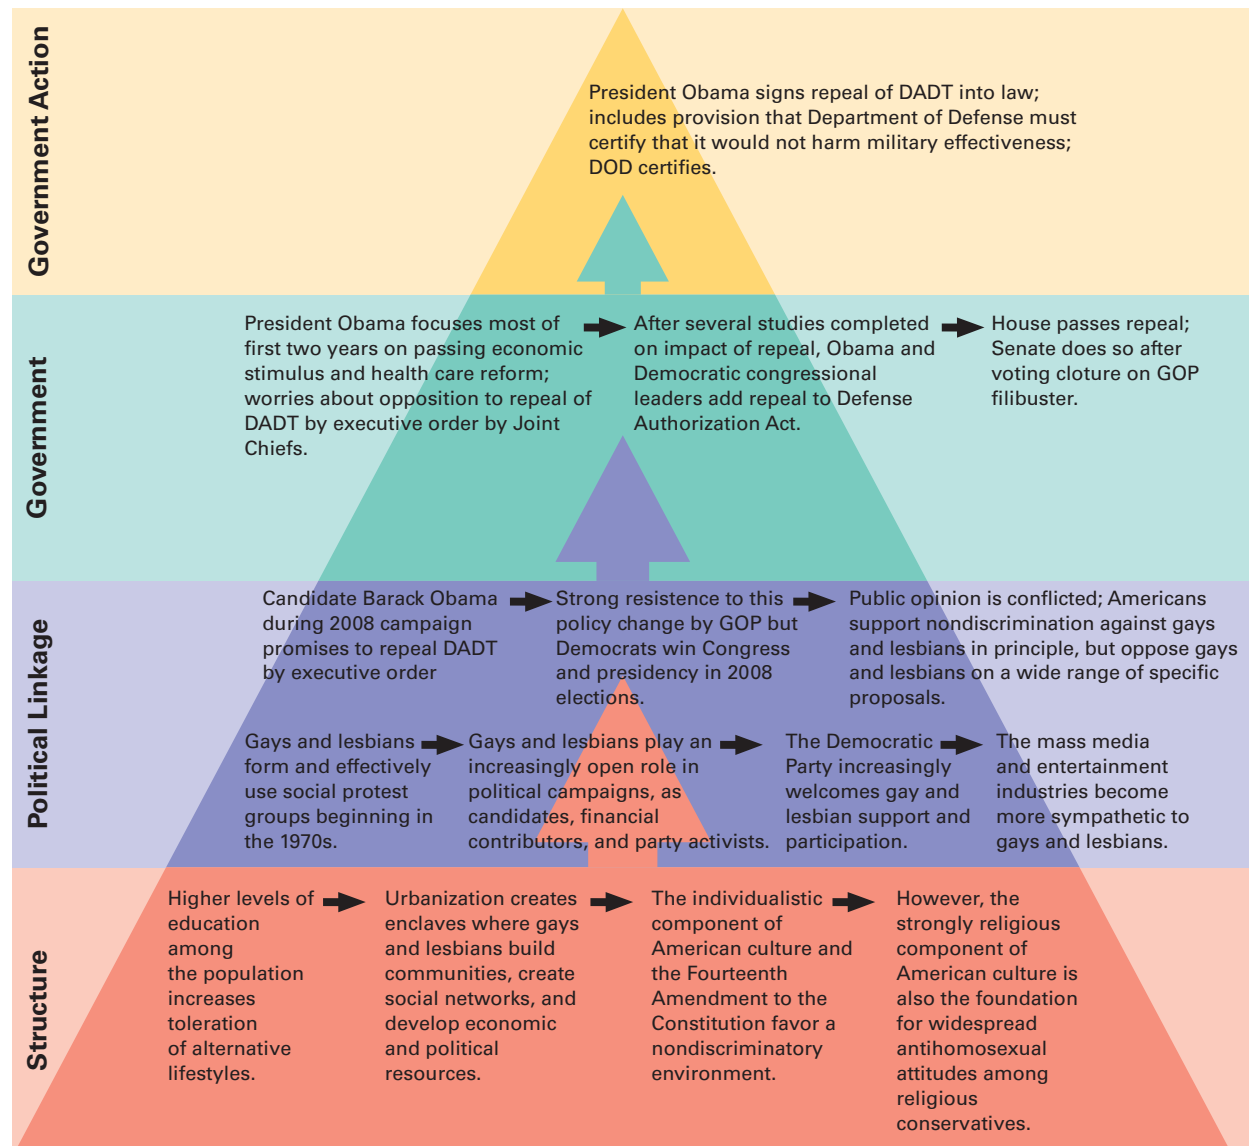 Government Action
President Obama signs repeal of DADT into law;
includes provision that Department of Defense must
certify that it would not harm military effectiveness;
DOD certifies.
Government
President Obama focuses most of
first two years on passing economic
stimulus and health care reform;
worries about opposition to repeal of
DADT by executive order by Joint
Chiefs.
After several studies completed
on impact of repeal, Obama and
Democratic congressional
leaders add repeal to Defense
Authorization Act.
House passes repeal;
Senate does so after
voting cloture on GOP
filibuster.
Political Linkage
Candidate Barack Obama
during 2008 campaign
promises to repeal DADT
by executive order
Strong resistence to this
policy change by GOP but
Democrats win Congress
and presidency in 2008
elections.
Public opinion is conflicted; Americans
support nondiscrimination against gays
and lesbians in principle, but oppose gays
and lesbians on a wide range of specific
proposals.
Gays and lesbians
form and effectively
use social protest
groups beginning in
the 1970s.
Gays and lesbians play an
increasingly open role in
political campaigns, as
candidates, financial
contributors, and party activists.
The Democratic
Party increasingly
welcomes gay and
lesbian support and
participation.
The mass media
and entertainment
industries become
more sympathetic to
gays and lesbians.
Structure
Higher levels of
education
among
the population
increases
toleration
of alternative
lifestyles.
Urbanization creates
enclaves where gays
and lesbians build
communities, create
social networks, and
develop economic
and political
resources.
The individualistic
component of
American culture and
the Fourteenth
Amendment to the
Constitution favor a
nondiscriminatory
environment.
However, the
strongly religious
component of
American culture is
also the foundation
for widespread
antihomosexual
attitudes among
religious
conservatives.